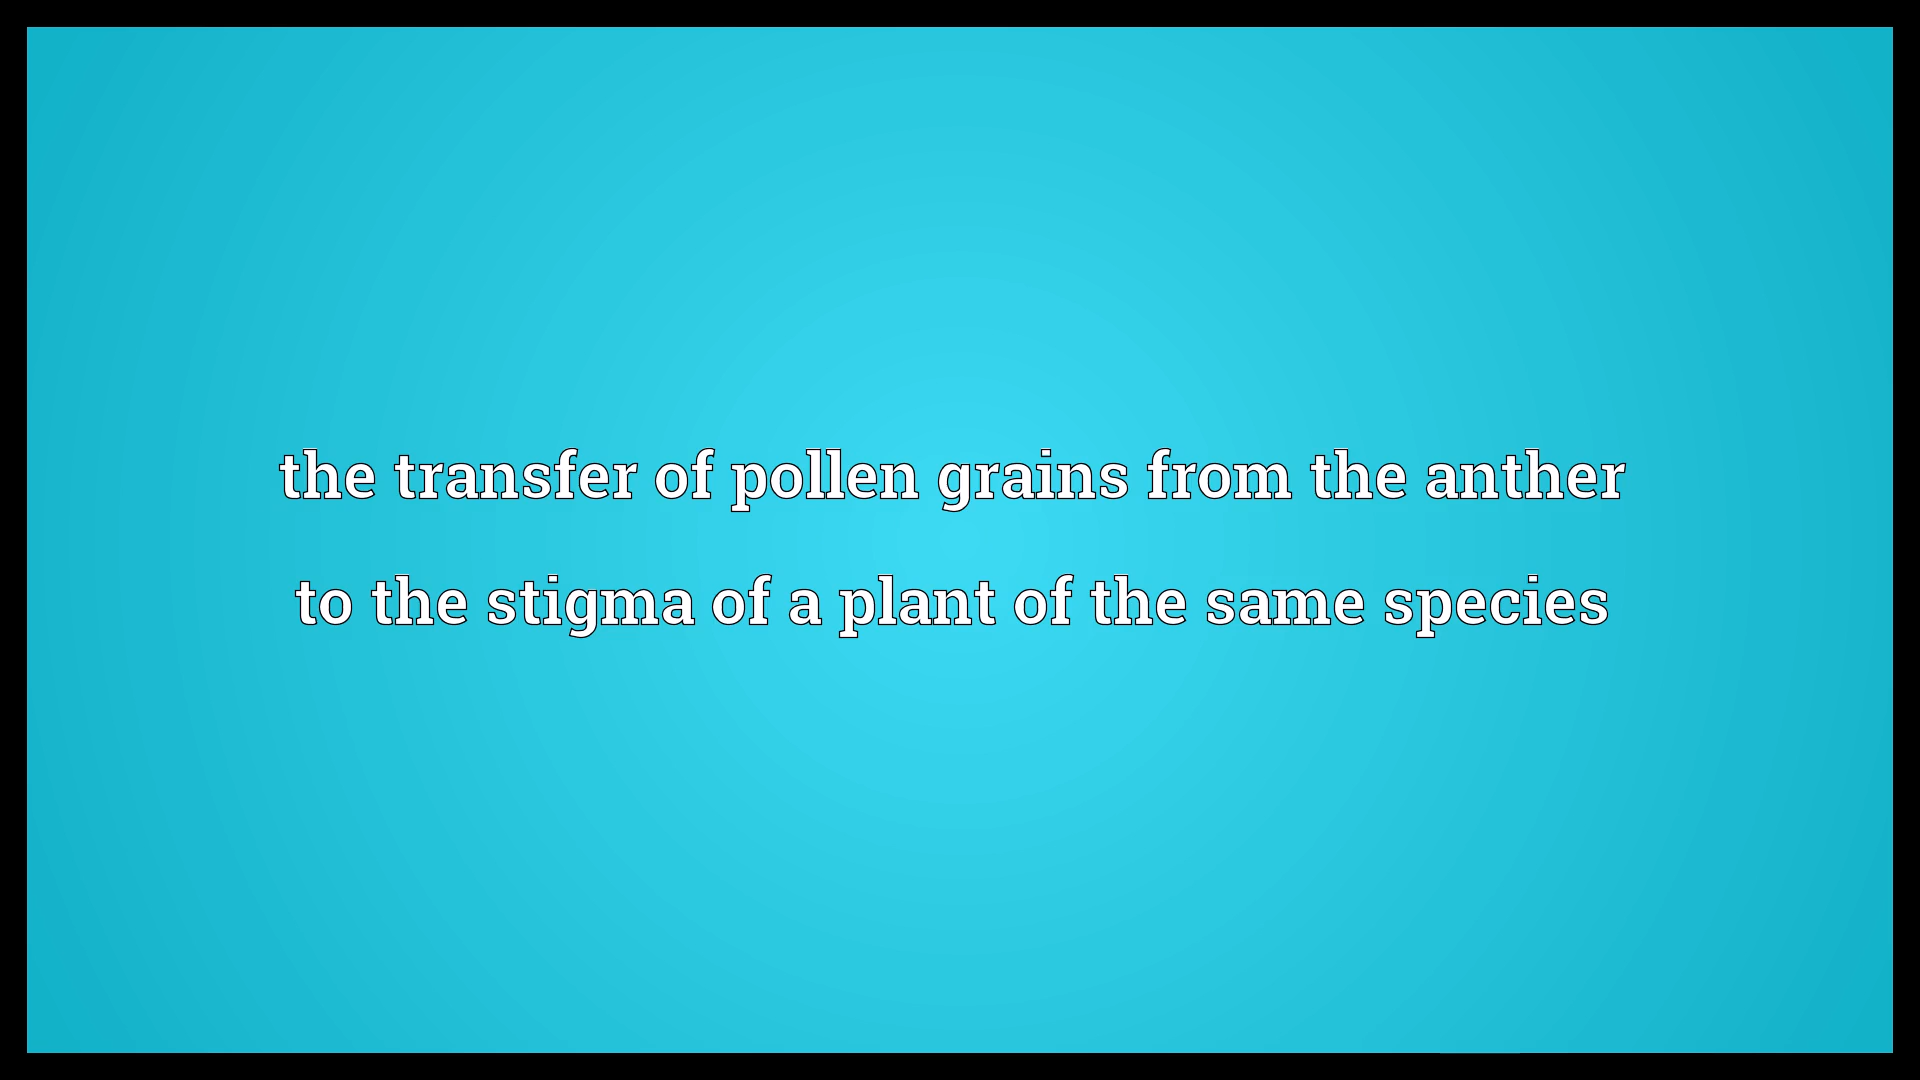 the transfer of pollen grains from the anther
to the stigma of a plant of the same species